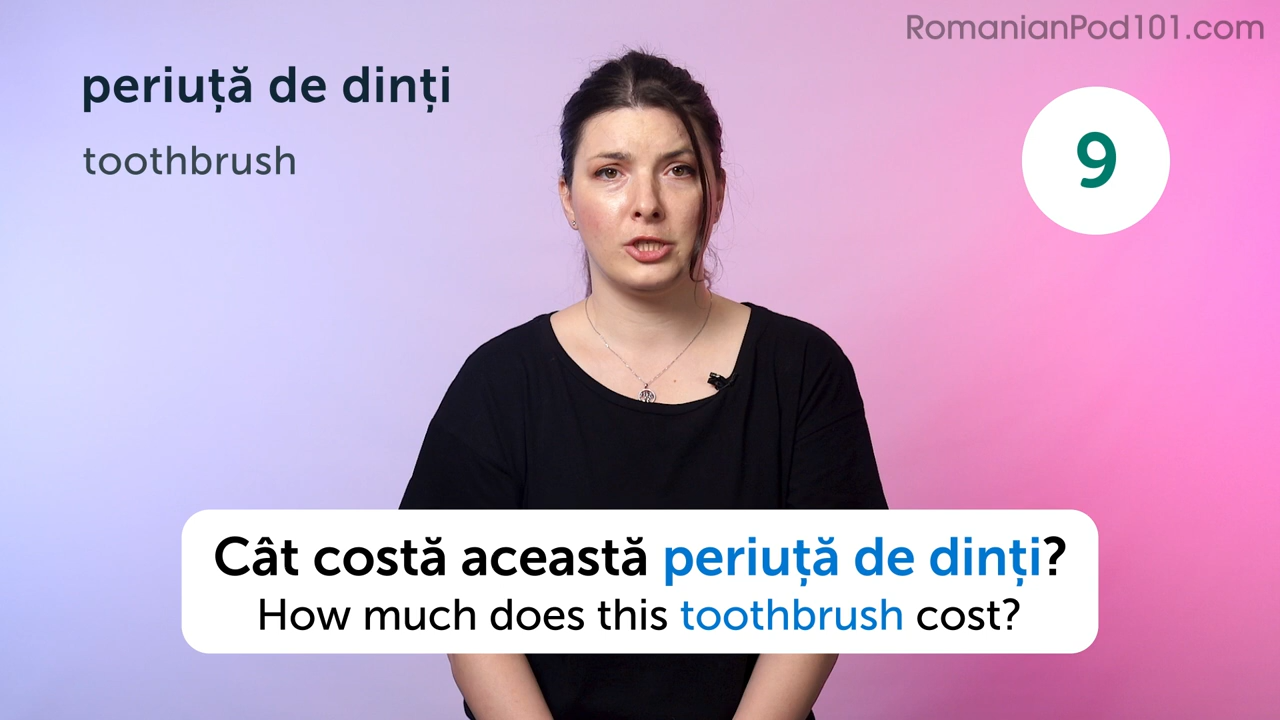 RomanianPod101.com
periuță de dinți
toothbrush
9
Cât costă această periuță de dinți?
How much does this toothbrush cost?